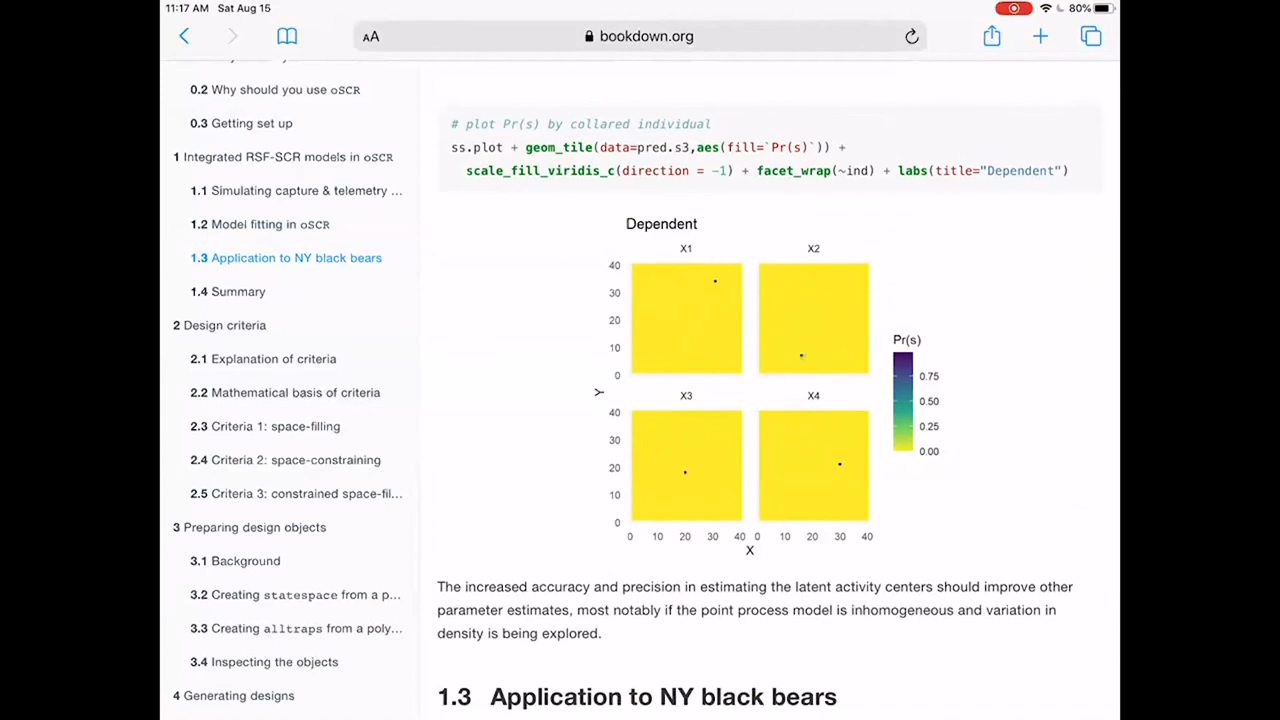 11:17 AM Sat Aug 15
80%
AA
bookdown.org
0.2 Why should you use oSCR
0.3 Getting set up
1 Integrated RSF-SCR models in oSCR
1.1 Simulating capture & telemetry ...
1.2 Model fitting in oSCR
1.3 Application to NY black bears
1.4 Summary
2 Design criteria
2.1 Explanation of criteria
2.2 Mathematical basis of criteria
2.3 Criteria 1: space-filling
2.4 Criteria 2: space-constraining
2.5 Criteria 3: constrained space-fil...
3 Preparing design objects
3.1 Background
3.2 Creating statespace from a p...
3.3 Creating alltraps from a poly...
3.4 Inspecting the objects
4 Generating designs
# plot Pr(s) by collared individual
ss.plot + geom_tile(data=pred.s3,aes(fill=`Pr(s)`)) +
scale_fill_viridis_c(direction = -1) + facet_wrap(~ind) + labs(title="Dependent")
Dependent
X1
X2
40
30
20
10
0
X3
X4
40
30
20
10
0
0 10 20 30 40
0 10 20 30 40
X
Y
Pr(s)
0.75
0.50
0.25
0.00
The increased accuracy and precision in estimating the latent activity centers should improve other
parameter estimates, most notably if the point process model is inhomogeneous and variation in
density is being explored.
1.3 Application to NY black bears